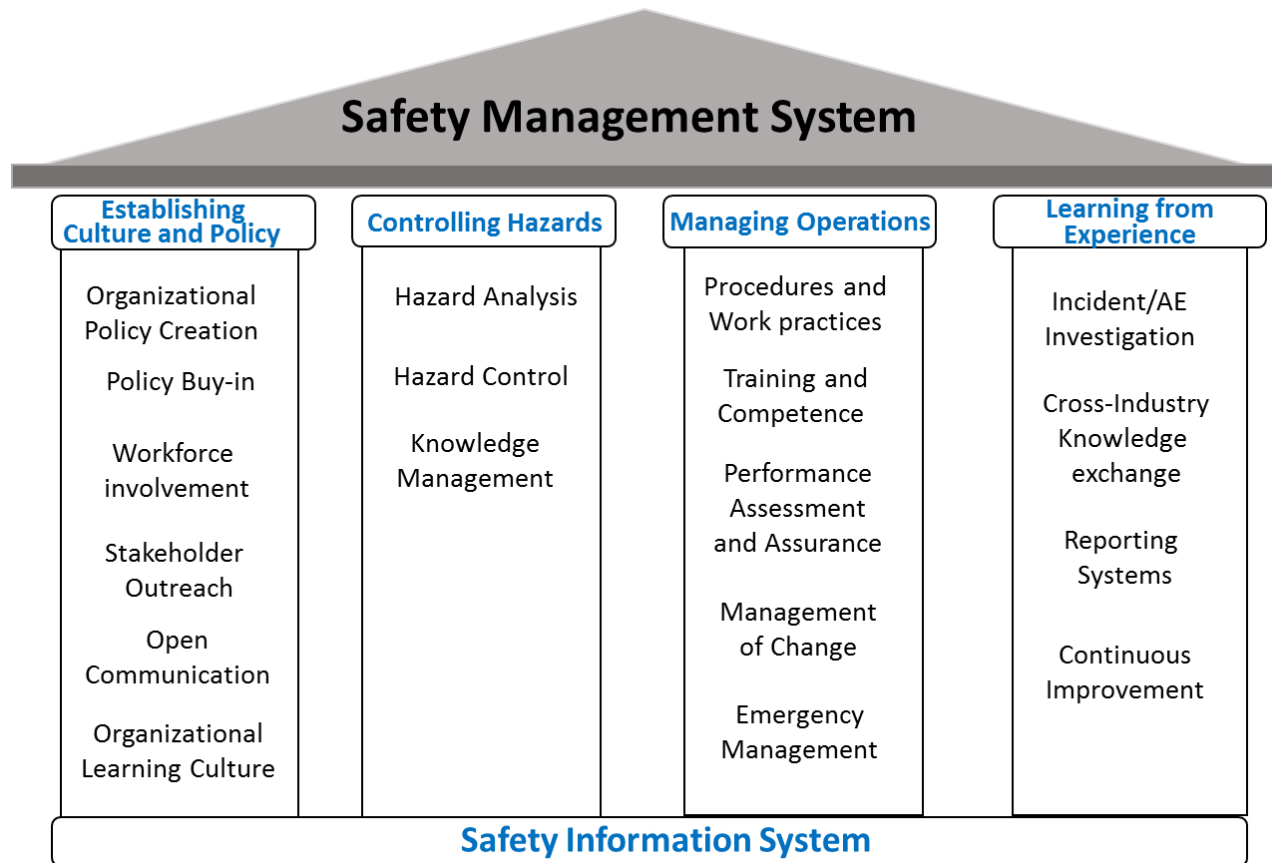 Safety Management System
Establishing
Culture and Policy
Organizational
Policy Creation
Policy Buy-in
Workforce
involvement
Stakeholder
Outreach
Open
Communication
Organizational
Learning Culture
Controlling Hazards
Hazard Analysis
Hazard Control
Knowledge
Management
Managing Operations
Procedures and
Work practices
Training and
Competence
Performance
Assessment
and Assurance
Management
of Change
Emergency
Management
Learning from
Experience
Incident/AE
Investigation
Cross-Industry
Knowledge
exchange
Reporting
Systems
Continuous
Improvement
Safety Information System